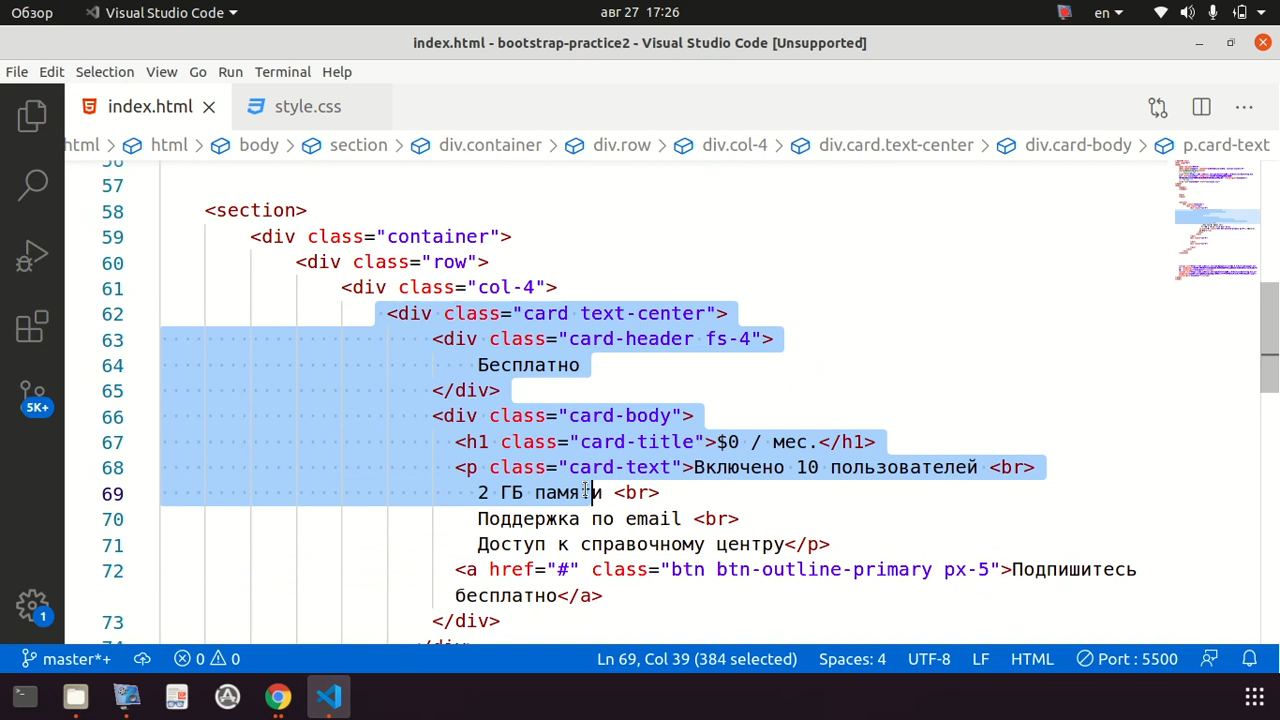 Обзор Visual Studio Code авг 27 17:26 en
index.html - bootstrap-practice2 - Visual Studio Code [Unsupported]
File Edit Selection View Go Run Terminal Help
index.html style.css
html html body section div.container div.row div.col-4 div.card.text-center div.card-body p.card-text
56
57
58 <section>
59 <div class="container">
60 <div class="row">
61 <div class="col-4">
62 <div class="card text-center">
63 <div class="card-header fs-4">
64 Бесплатно
65 </div>
66 <div class="card-body">
67 <h1 class="card-title">$0 / мес.</h1>
68 <p class="card-text">Включено 10 пользователей <br>
69 2 ГБ памяти <br>
70 Поддержка по email <br>
71 Доступ к справочному центру</p>
72 <a href="#" class="btn btn-outline-primary px-5">Подпишитесь
бесплатно</a>
73 </div>
74 </div>
5K+
1
master*+ 0 0 Ln 69, Col 39 (384 selected) Spaces: 4 UTF-8 LF HTML Port : 5500